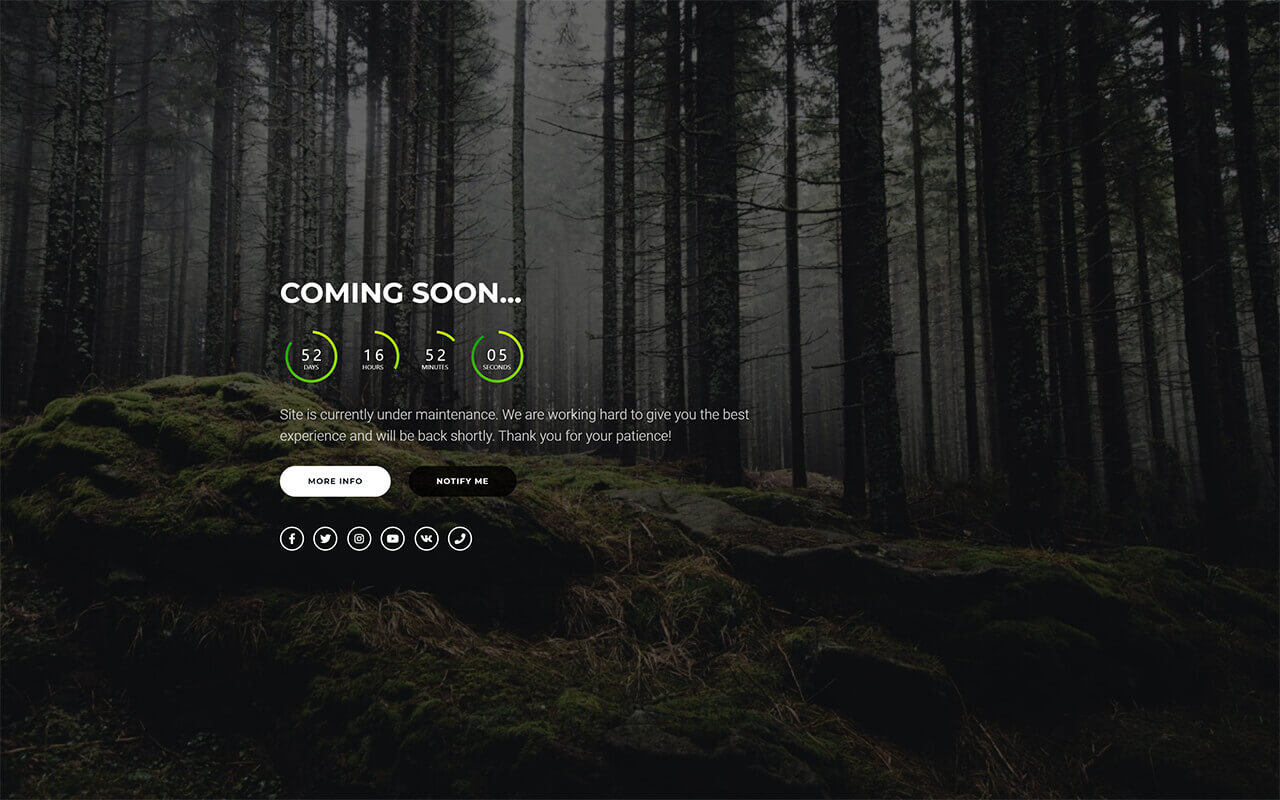 COMING SOON...
52 16 52 05
DAYS HOURS MINUTES SECONDS
Site is currently under maintenance. We are working hard to give you the best
experience and will be back shortly. Thank you for your patience!
MORE INFO NOTIFY ME